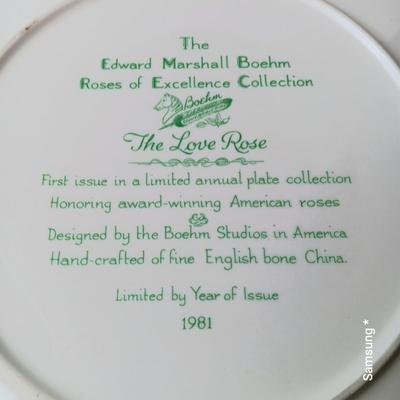 The
Edward Marshall Boehm
Roses of Excellence Collection
Boehm
The Love Rose
First issue in a limited annual plate collection
Honoring award-winning American roses
Designed by the Boehm Studios in America
Hand-crafted of fine English bone China.
Limited by Year of Issue
1981
Samsung*